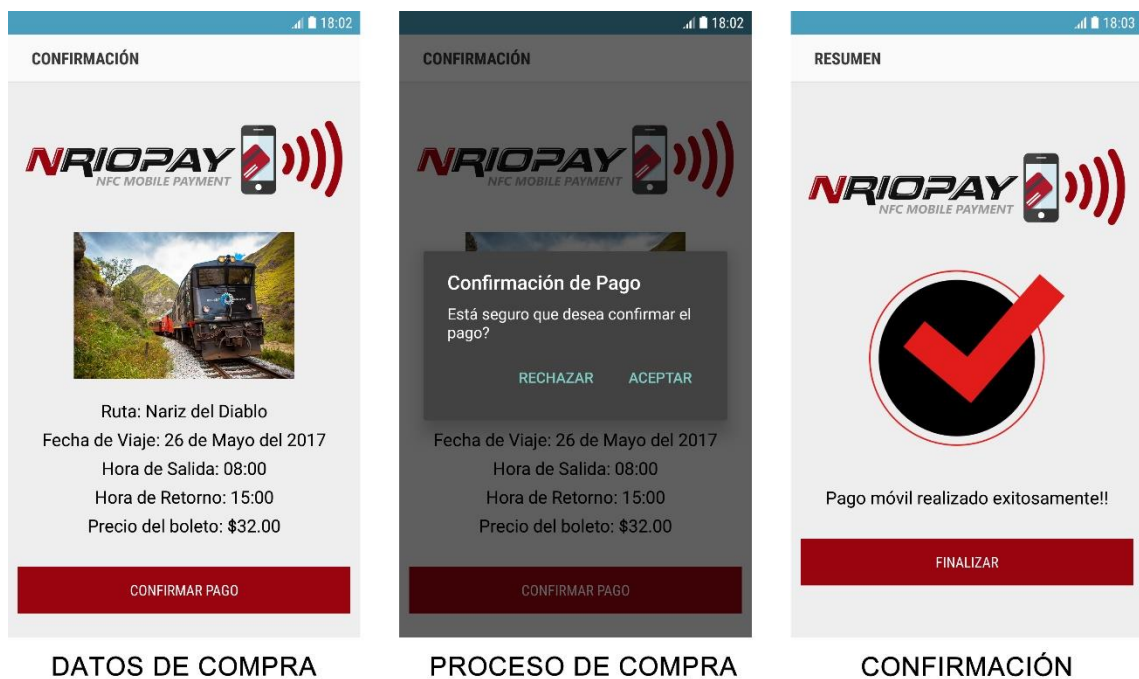 18:02
CONFIRMACIÓN
NRIOPAY
NFC MOBILE PAYMENT
Ruta: Nariz del Diablo
Fecha de Viaje: 26 de Mayo del 2017
Hora de Salida: 08:00
Hora de Retorno: 15:00
Precio del boleto: $32.00
CONFIRMAR PAGO
DATOS DE COMPRA
18:02
CONFIRMACIÓN
NRIOPAY
NFC MOBILE PAYMENT
Confirmación de Pago
Está seguro que desea confirmar el
pago?
RECHAZAR ACEPTAR
Fecha de Viaje: 26 de Mayo del 2017
Hora de Salida: 08:00
Hora de Retorno: 15:00
Precio del boleto: $32.00
CONFIRMAR PAGO
PROCESO DE COMPRA
18:03
RESUMEN
NRIOPAY
NFC MOBILE PAYMENT
Pago móvil realizado exitosamente!!
FINALIZAR
CONFIRMACIÓN